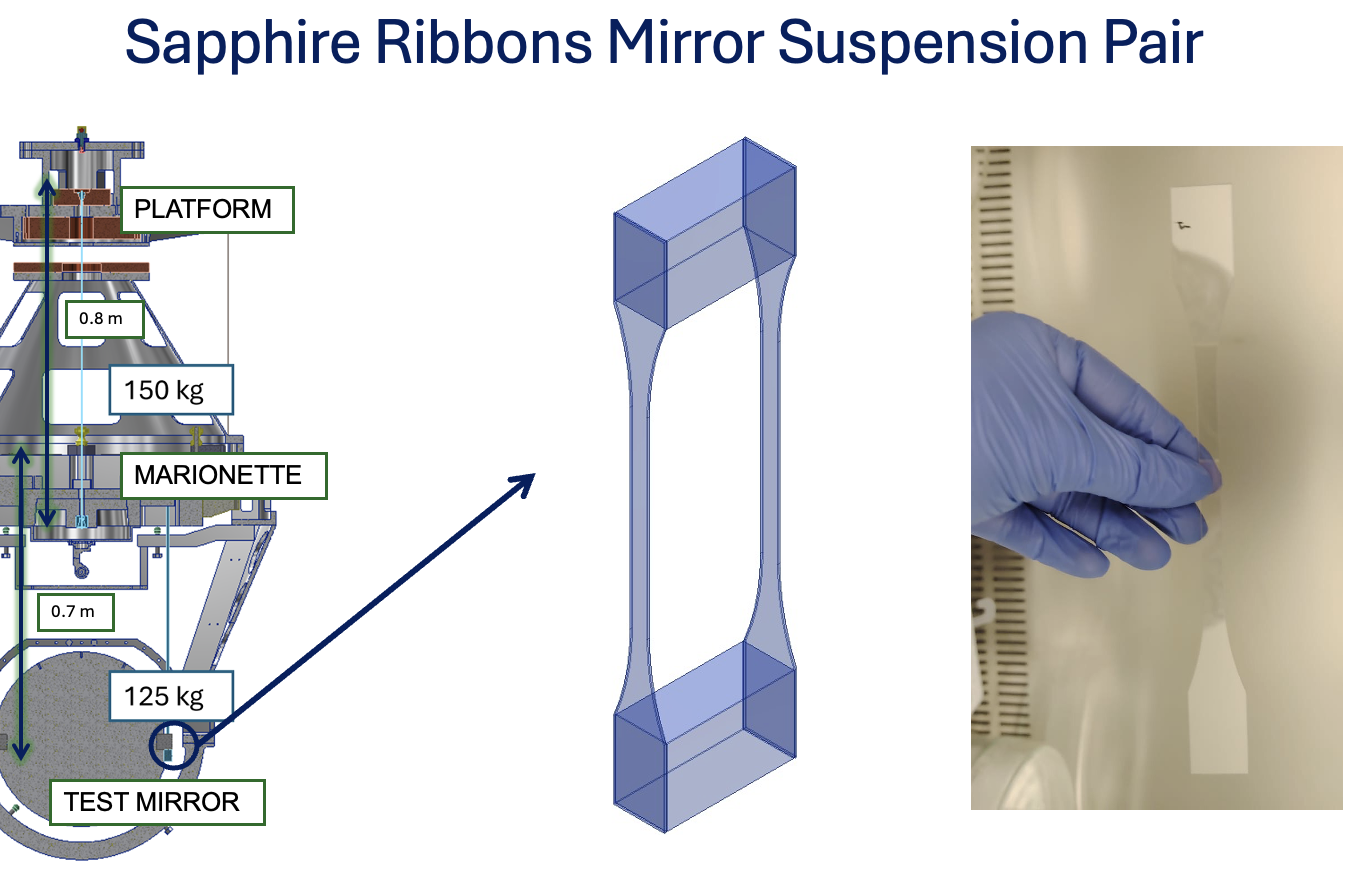 Sapphire Ribbons Mirror Suspension Pair
PLATFORM
0.8 m
150 kg
MARIONETTE
0.7 m
125 kg
TEST MIRROR